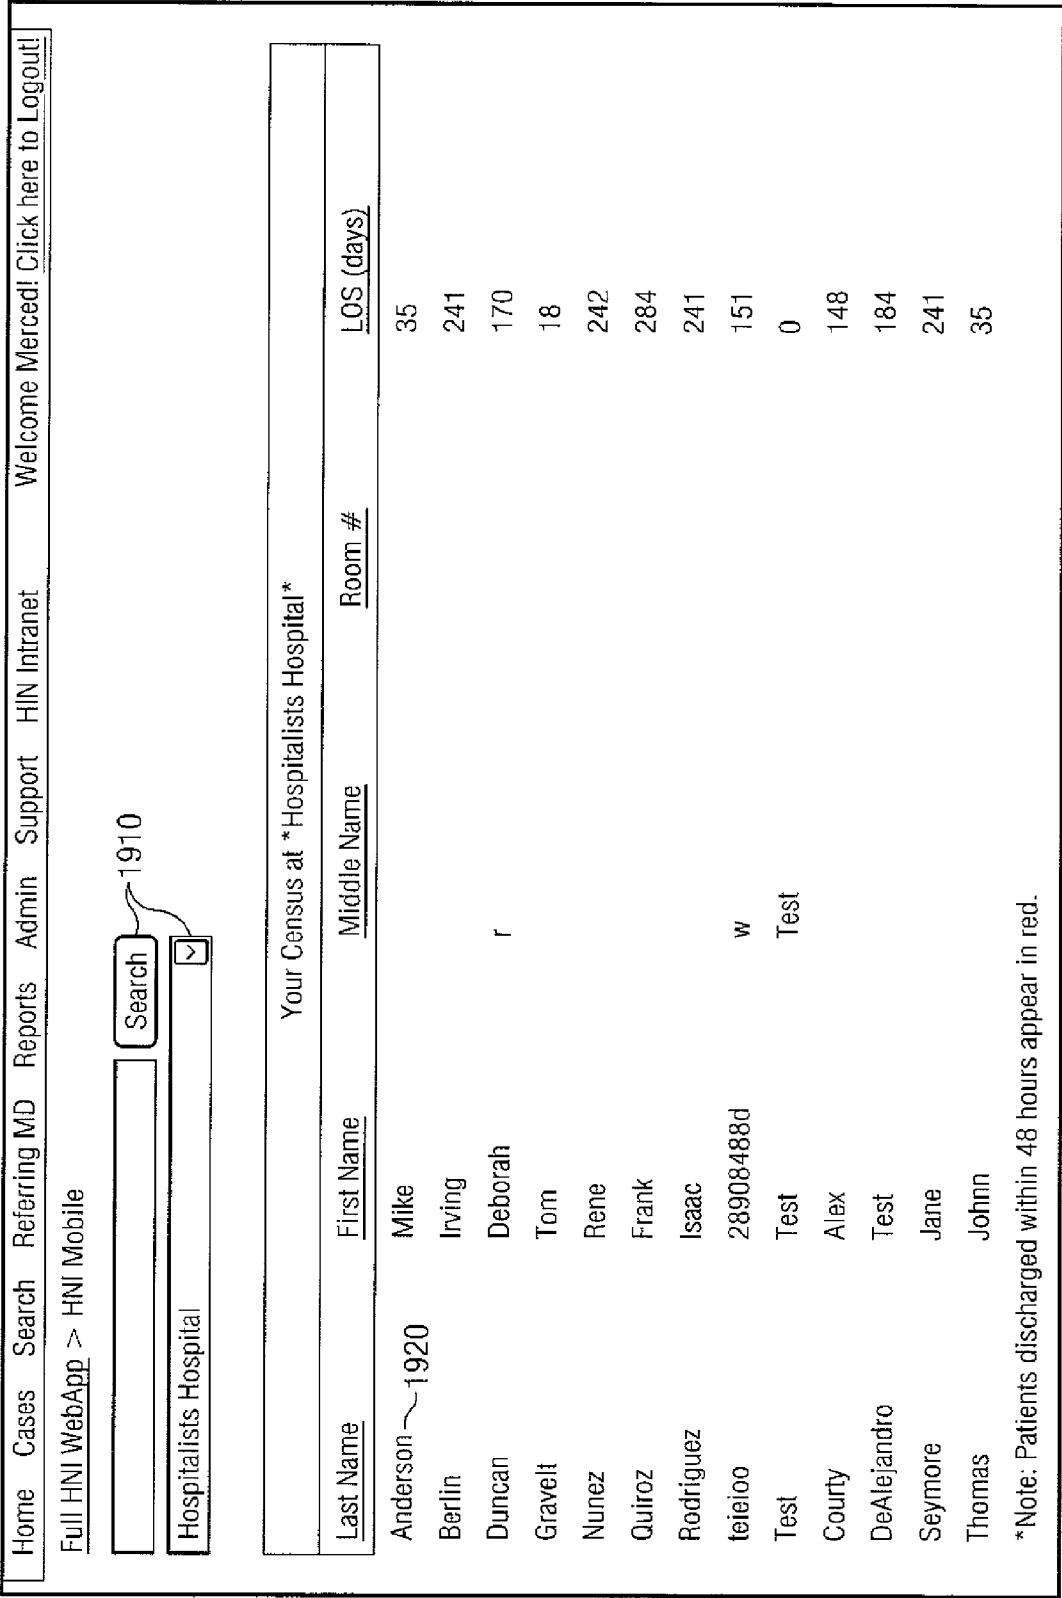 Home Cases Search Referring MD Reports Admin Support HIN Intranet Welcome Merced! Click here to Logout!
Full HNI WebApp > HNI Mobile
Search
1910
Hospitalists Hospital
Your Census at *Hospitalists Hospital*
Last Name First Name Middle Name Room # LOS (days)
Anderson 1920 Mike 35
Berlin Irving 241
Duncan Deborah r 170
Gravelt Tom 18
Nunez Rene 242
Quiroz Frank 284
Rodriguez Isaac 241
teieioo 28908488d w 151
Test Test Test 0
Courty Alex 148
DeAlejandro Test 184
Seymore Jane 241
Thomas Johnn 35
*Note: Patients discharged within 48 hours appear in red.